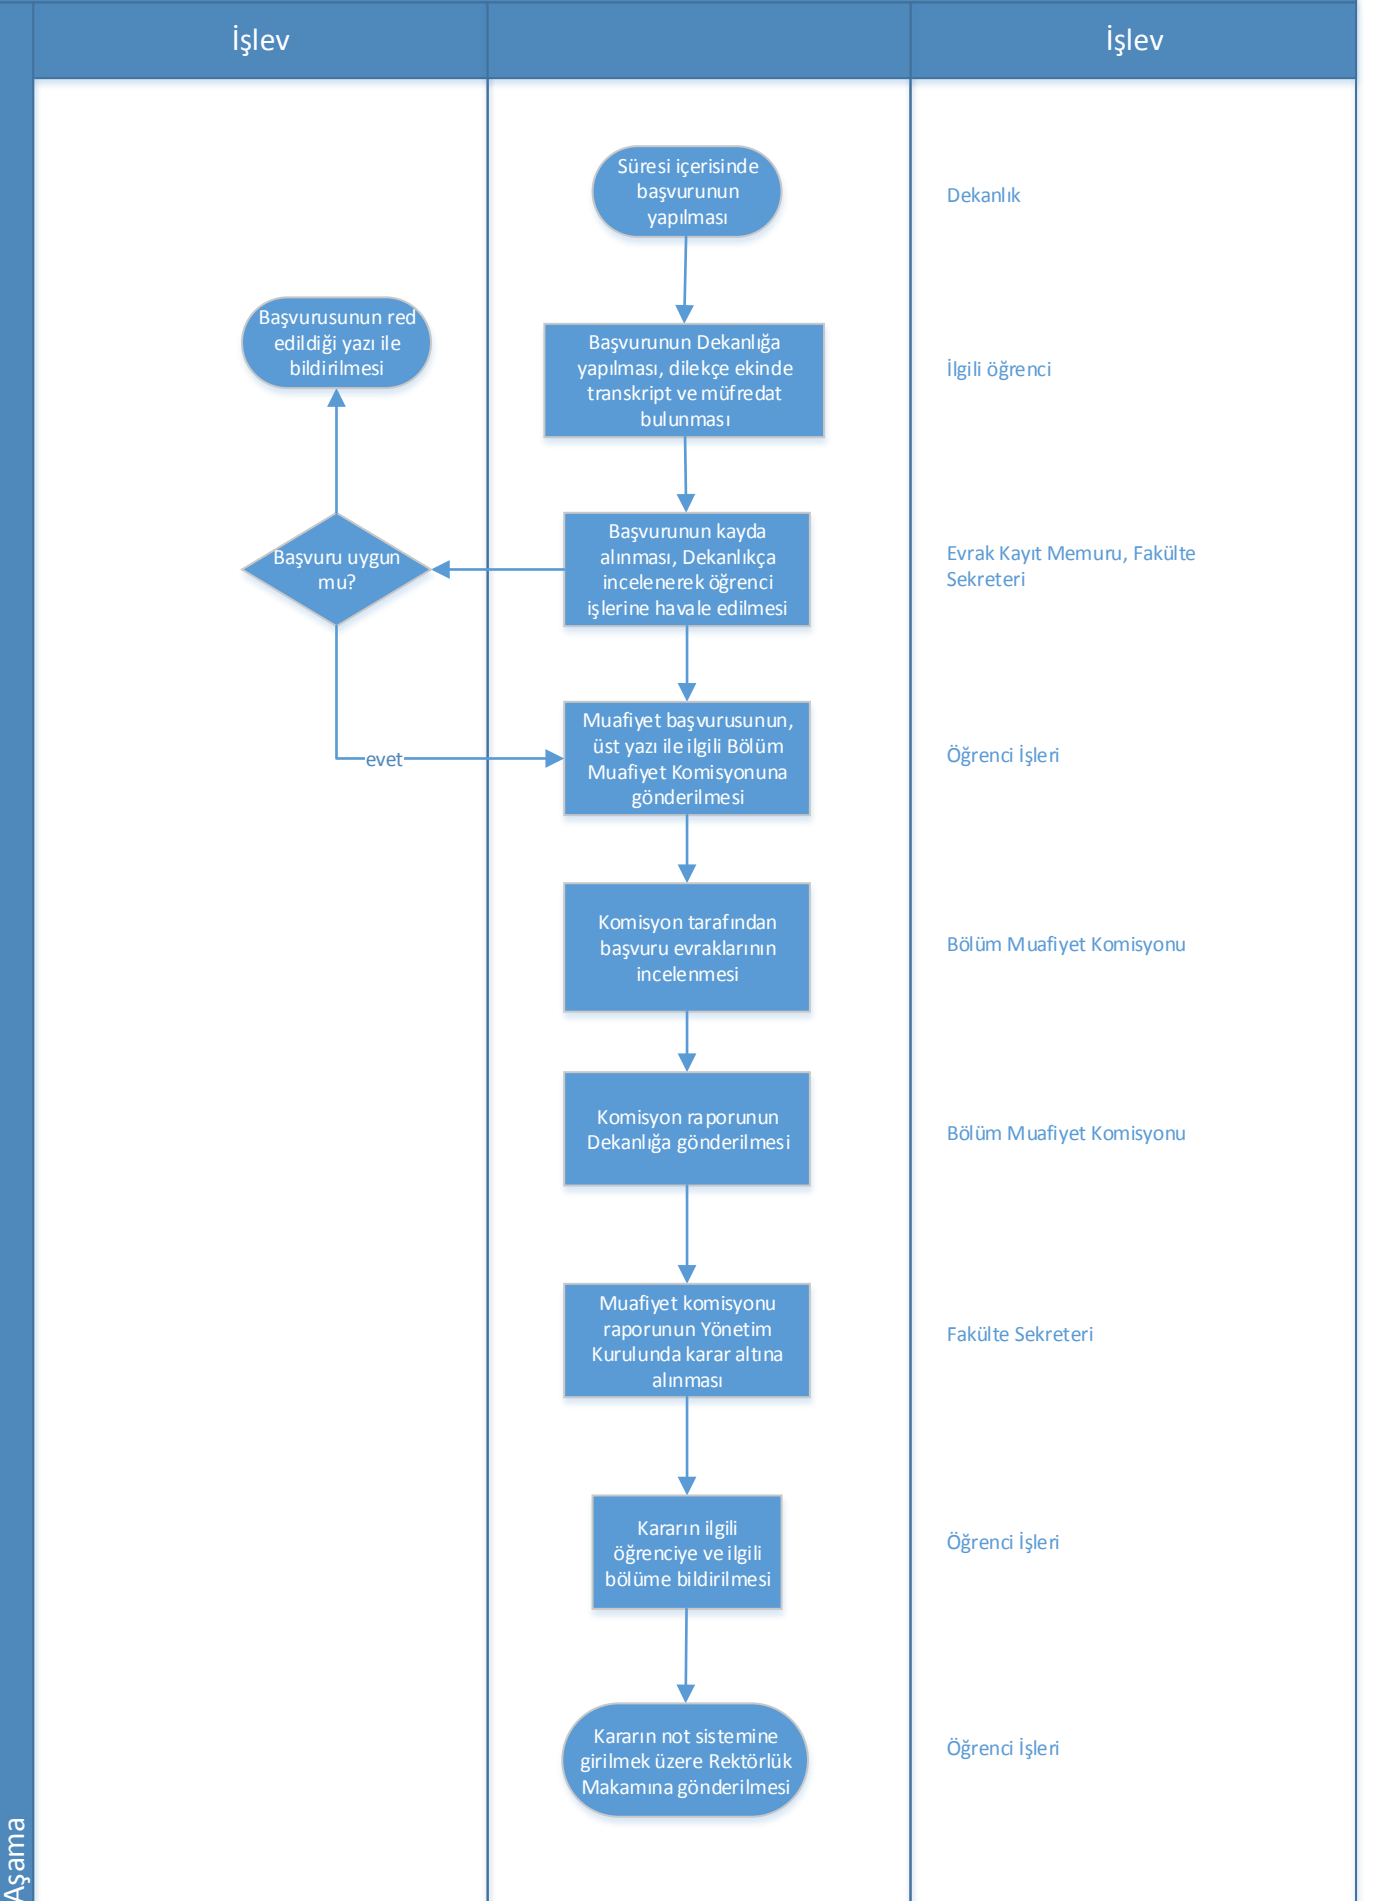 İşlev
İşlev
Süresi içerisinde
başvurunun
yapılması
Dekanlık
Başvurusunun red
edildiği yazı ile
bildirilmesi
Başvurunun Dekanlığa
yapılması, dilekçe ekinde
transkript ve müfredat
bulunması
İlgili öğrenci
Başvuru uygun
mu?
Başvurunun kayda
alınması, Dekanlıkça
incelenerek öğrenci
işlerine havale edilmesi
Evrak Kayıt Memuru, Fakülte
Sekreteri
evet
Muafiyet başvurusunun,
üst yazı ile ilgili Bölüm
Muafiyet Komisyonuna
gönderilmesi
Öğrenci İşleri
Komisyon tarafından
başvuru evraklarının
incelenmesi
Bölüm Muafiyet Komisyonu
Komisyon raporunun
Dekanlığa gönderilmesi
Bölüm Muafiyet Komisyonu
Muafiyet komisyonu
raporunun Yönetim
Kurulunda karar altına
alınması
Fakülte Sekreteri
Kararın ilgili
öğrenciye ve ilgili
bölüme bildirilmesi
Öğrenci İşleri
Kararın not sistemine
girilmek üzere Rektörlük
Makamına gönderilmesi
Öğrenci İşleri
Aşama